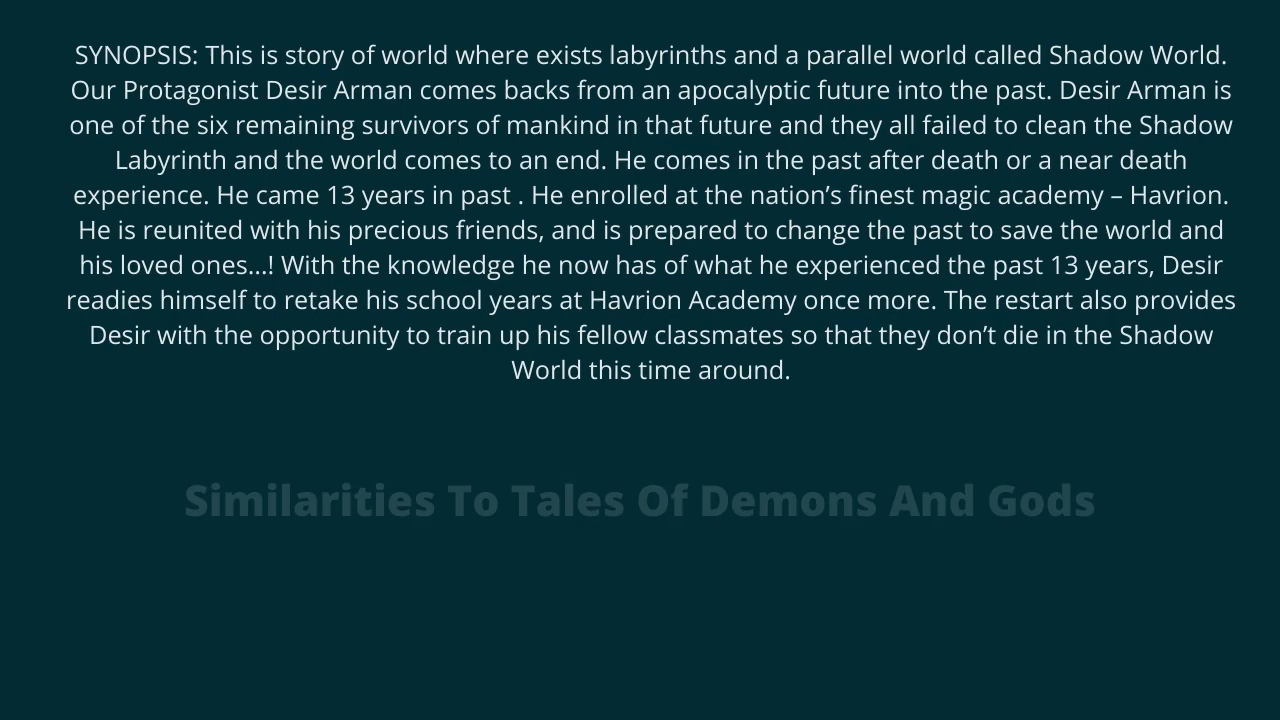 SYNOPSIS: This is story of world where exists labyrinths and a parallel world called Shadow World.
Our Protagonist Desir Arman comes backs from an apocalyptic future into the past. Desir Arman is
one of the six remaining survivors of mankind in that future and they all failed to clean the Shadow
Labyrinth and the world comes to an end. He comes in the past after death or a near death
experience. He came 13 years in past . He enrolled at the nation’s finest magic academy – Havrion.
He is reunited with his precious friends, and is prepared to change the past to save the world and
his loved ones...! With the knowledge he now has of what he experienced the past 13 years, Desir
readies himself to retake his school years at Havrion Academy once more. The restart also provides
Desir with the opportunity to train up his fellow classmates so that they don’t die in the Shadow
World this time around.
Similarities To Tales Of Demons And Gods